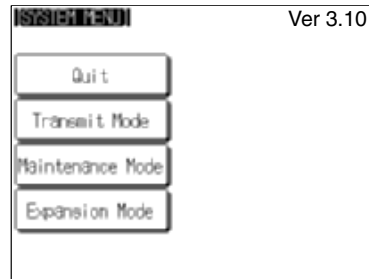 [SYSTEM MENU] Ver 3.10
Quit
Transmit Mode
Maintenance Mode
Expansion Mode